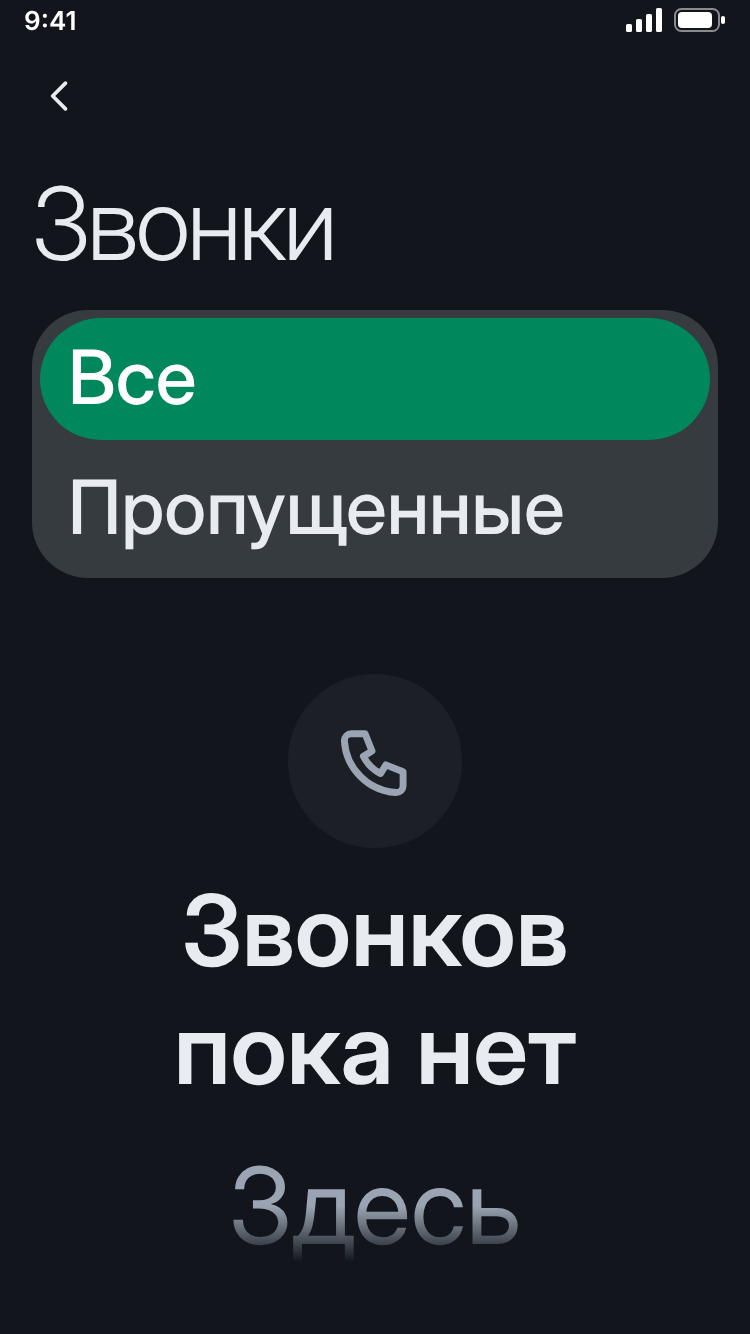 9:41
Звонки
Все
Пропущенные
Звонков
пока нет
Здесь